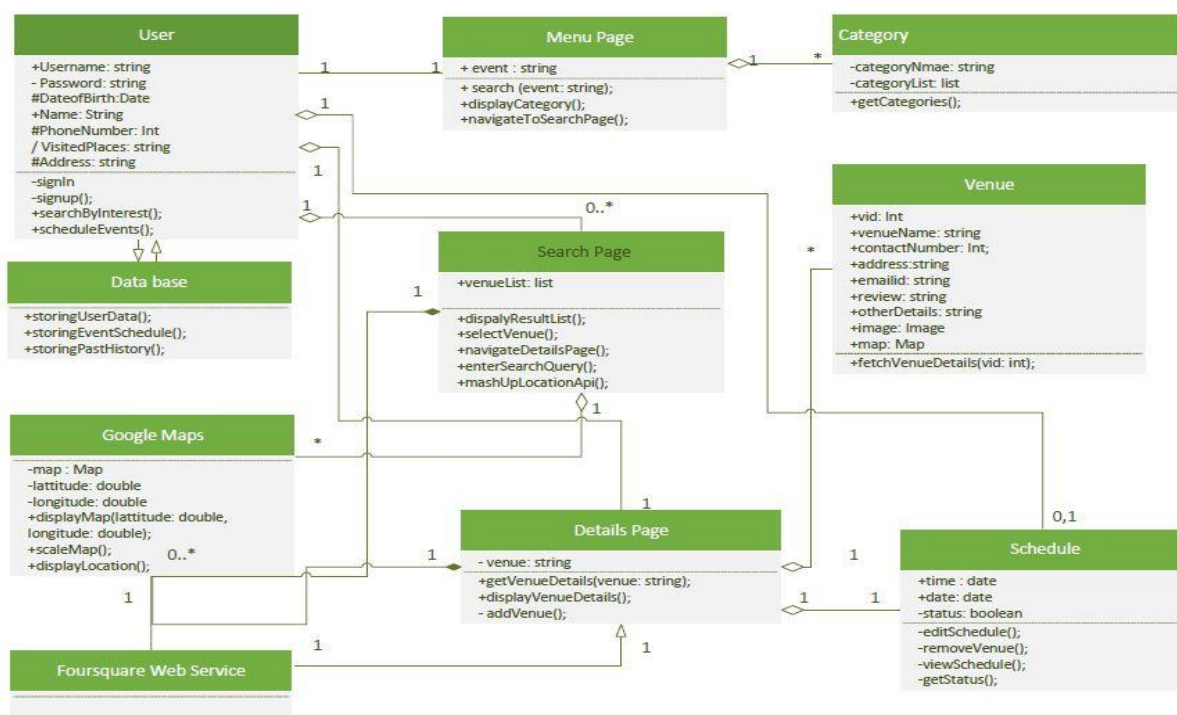 User
+Username: string
- Password: string
#DateofBirth:Date
+Name: String
#PhoneNumber: Int
/ VisitedPlaces: string
#Address: string
-signIn
-signup();
+searchByInterest();
+scheduleEvents();
1
1
Menu Page
+ event : string
+ search (event: string);
+displayCategory();
+navigateToSearchPage();
1
*
Category
-categoryNmae: string
-categoryList: list
+getCategories();
1
1
1
0..*
Data base
+storingUserData();
+storingEventSchedule();
+storingPastHistory();
Search Page
+venueList: list
+dispalyResultList();
+selectVenue();
+navigateDetailsPage();
+enterSearchQuery();
+mashUpLocationApi();
1
1
*
Venue
+vid: Int
+venueName: string
+contactNumber: Int;
+address:string
+emailid: string
+review: string
+otherDetails: string
+image: Image
+map: Map
+fetchVenueDetails(vid: int);
*
Google Maps
-map : Map
-lattitude: double
-longitude: double
+displayMap(lattitude: double,
longitude: double);
+scaleMap();
+displayLocation();
0..*
1
1
1
Details Page
- venue: string
+getVenueDetails(venue: string);
+displayVenueDetails();
- addVenue();
1
1
1
0,1
Schedule
+time : date
+date: date
-status: boolean
-editSchedule();
-removeVenue();
-viewSchedule();
-getStatus();
1
1
Foursquare Web Service